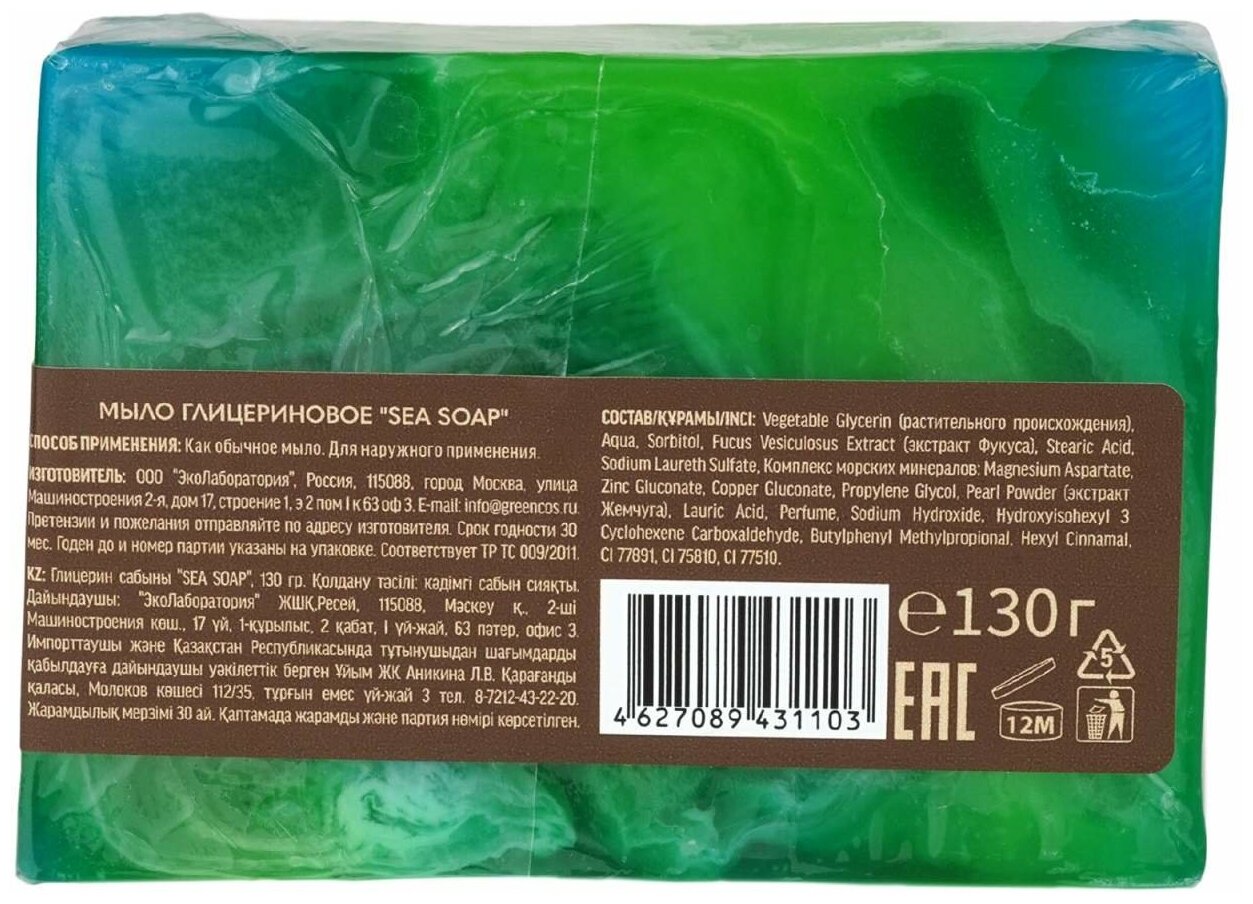 МЫЛО ГЛИЦЕРИНОВОЕ "SEA SOAP"
СПОСОБ ПРИМЕНЕНИЯ: Как обычное мыло. Для наружного применения.
ИЗГОТОВИТЕЛЬ: ООО "ЭкоЛаборатория", Россия, 115088, город Москва, улица
Машиностроения 2-я, дом 17, строение 1, э 2 пом I к 63 оф 3. E-mail: info@greencos.ru
Претензии и пожелания отправляйте по адресу изготовителя. Срок годности 30
мес. Годен до и номер партии указаны на упаковке. Соответствует ТР ТС 009/2011
KZ: Глицерин сабыны "SEA SOAP", 130 гр. Қолдану тәсілі: кәдімгі сабын сияқты.
Дайындаушы: "ЭкоЛаборатория" ЖШҚ,Ресей, 115088, Мәскеу қ., 2-ші
Машиностроения көш., 17 үй, 1-құрылыс, 2 қабат, I үй-жай, 63 пәтер, офис 3.
Импорттаушы және Қазақстан Республикасында тұтынушыдан шағымдарды
қабылдауға дайындаушы уәкілеттік берген Ұйым ЖК Аникина Л.В. Қарағанды
қаласы, Молоков көшесі 112/35, тұрғын емес үй-жай 3 тел. 8-7212-43-22-20.
Жарамдылық мерзімі 30 ай. Қаптамада жарамды және партия нөмірі көрсетілген.
СОСТАВ/ҚҰРАМЫ/INCI: Vegetable Glycerin (растительного происхождения),
Aqua, Sorbitol, Fucus Vesiculosus Extract (экстракт Фукуса), Stearic Acid,
Sodium Laureth Sulfate, Комплекс морских минералов: Magnesium Aspartate,
Zinc Gluconate, Copper Gluconate, Propylene Glycol, Pearl Powder (экстракт
Жемчуга), Lauric Acid, Perfume, Sodium Hydroxide, Hydroxyisohexyl 3
Cyclohexene Carboxaldehyde, Butylphenyl Methylpropional, Hexyl Cinnamal,
CI 77891, CI 75810, CI 77510.
4 627089 431103
℮130 г
EAC
12M
5